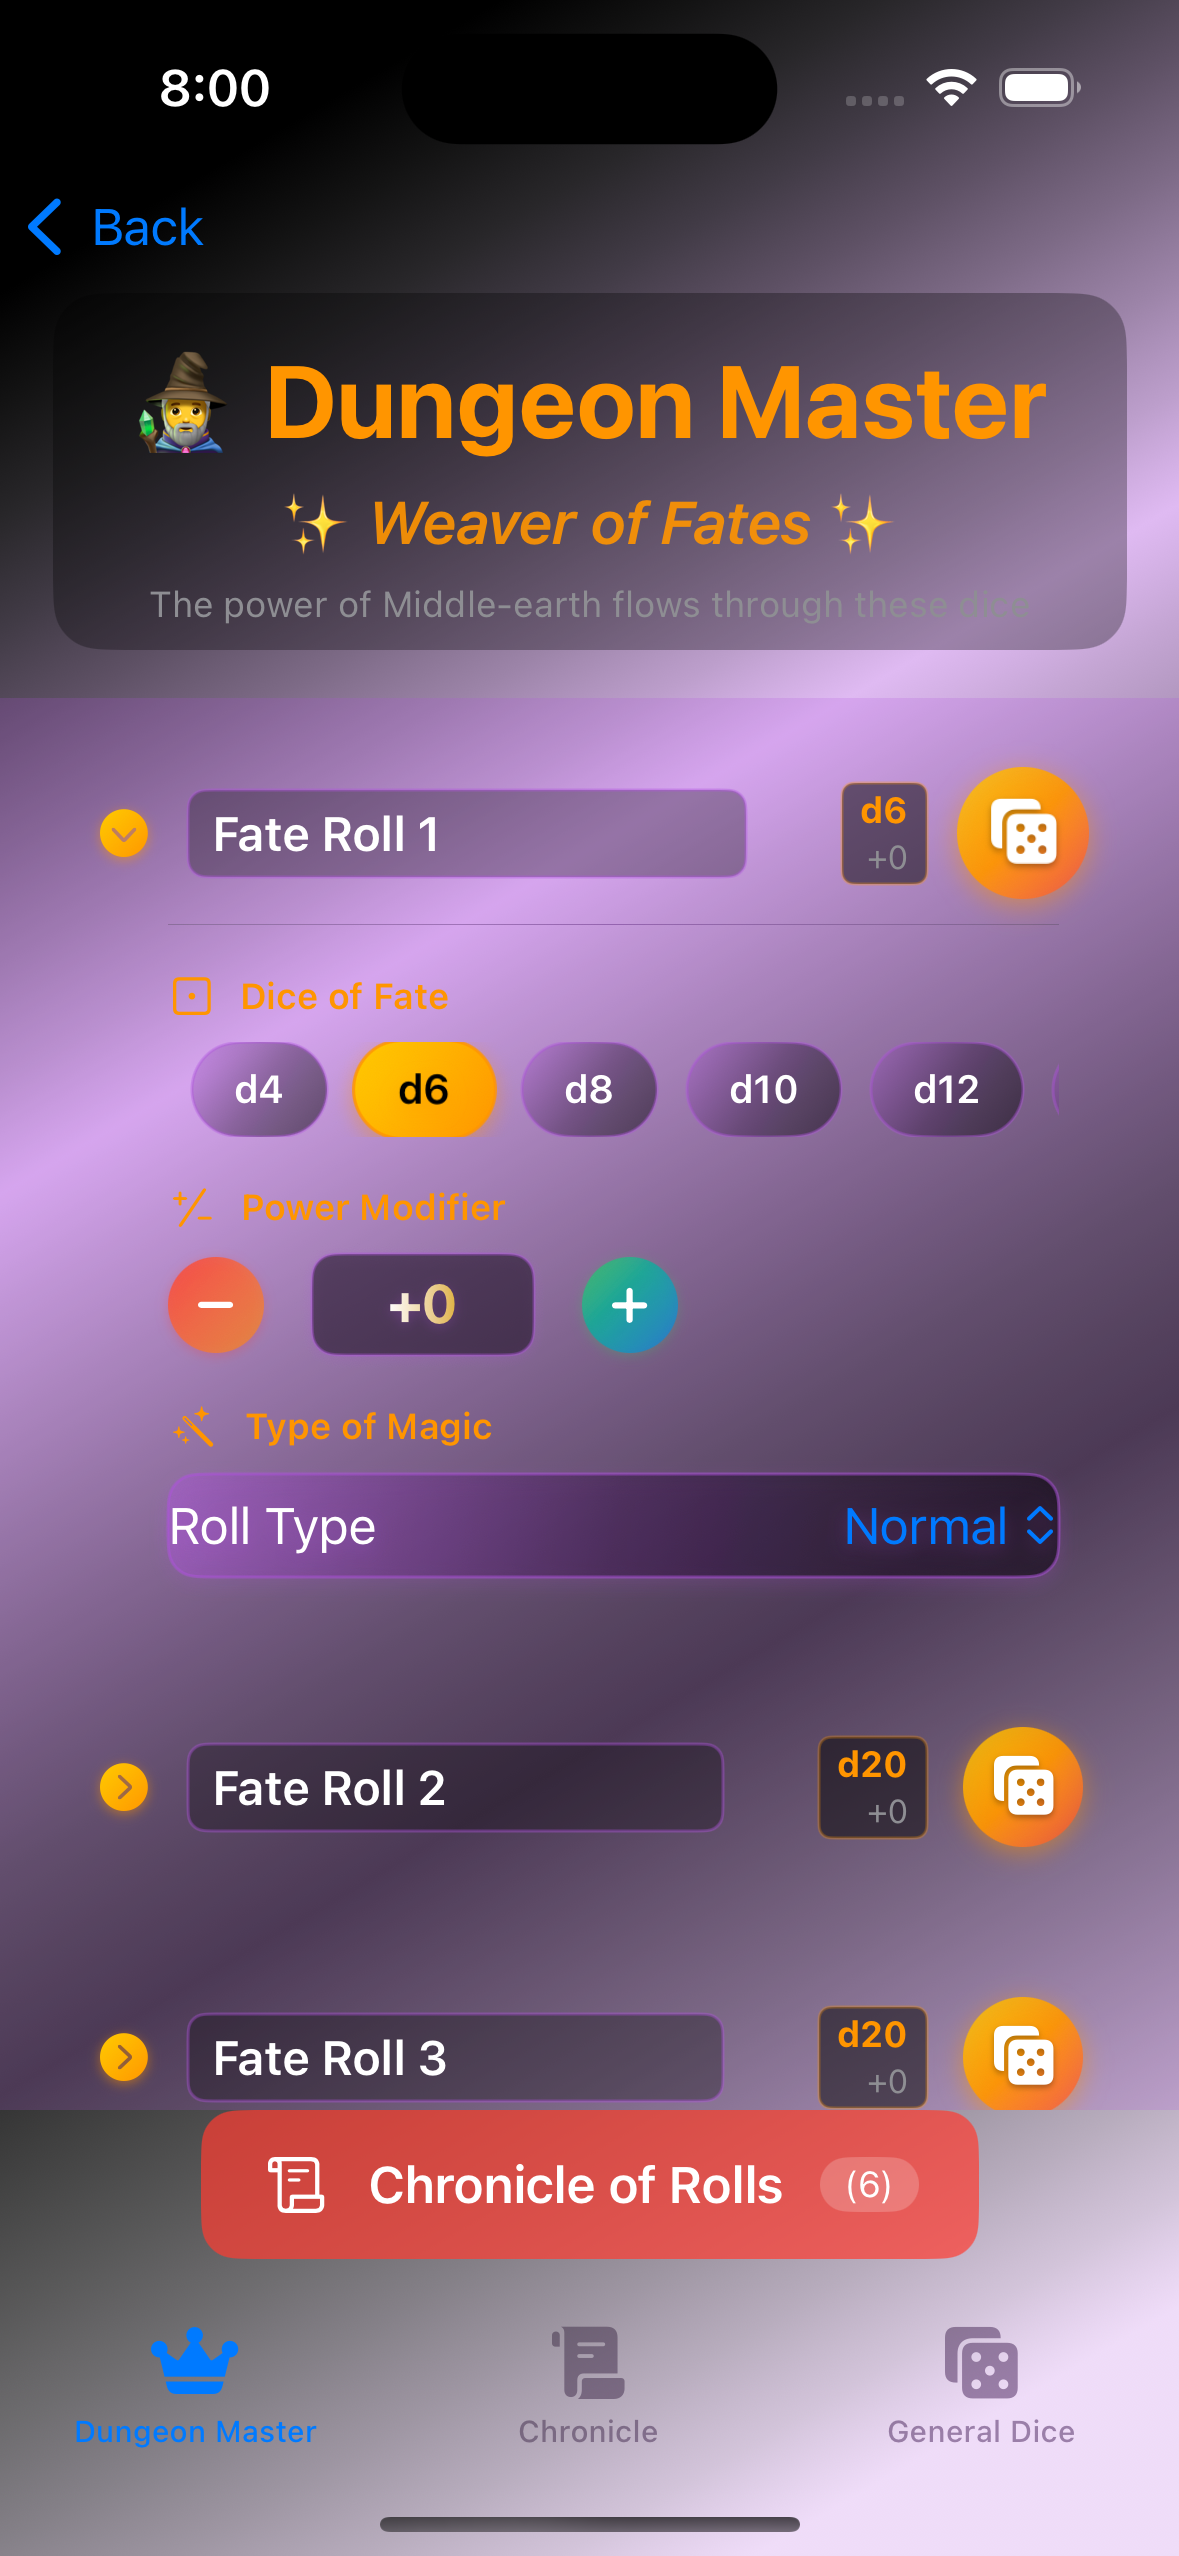 8:00
Back
Dungeon Master
Weaver of Fates
The power of Middle-earth flows through these dice
Fate Roll 1
d6
+0
Dice of Fate
d4 d6 d8 d10 d12
Power Modifier
+0
Type of Magic
Roll Type Normal
Fate Roll 2
d20
+0
Fate Roll 3
d20
+0
Chronicle of Rolls (6)
Dungeon Master Chronicle General Dice